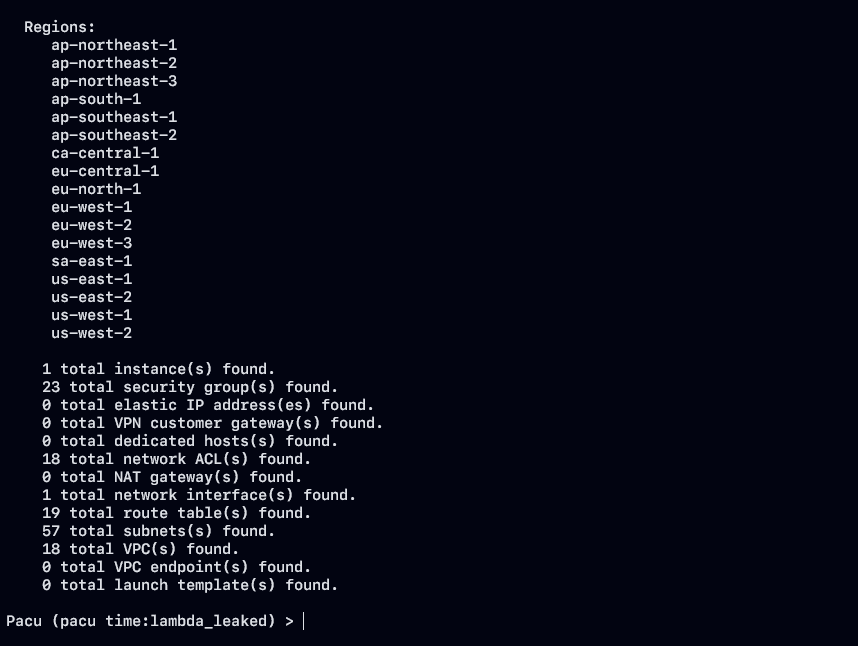 Regions:
ap-northeast-1
ap-northeast-2
ap-northeast-3
ap-south-1
ap-southeast-1
ap-southeast-2
ca-central-1
eu-central-1
eu-north-1
eu-west-1
eu-west-2
eu-west-3
sa-east-1
us-east-1
us-east-2
us-west-1
us-west-2
1 total instance(s) found.
23 total security group(s) found.
0 total elastic IP address(es) found.
0 total VPN customer gateway(s) found.
0 total dedicated hosts(s) found.
18 total network ACL(s) found.
0 total NAT gateway(s) found.
1 total network interface(s) found.
19 total route table(s) found.
57 total subnets(s) found.
18 total VPC(s) found.
0 total VPC endpoint(s) found.
0 total launch template(s) found.
Pacu (pacu time:lambda_leaked) >